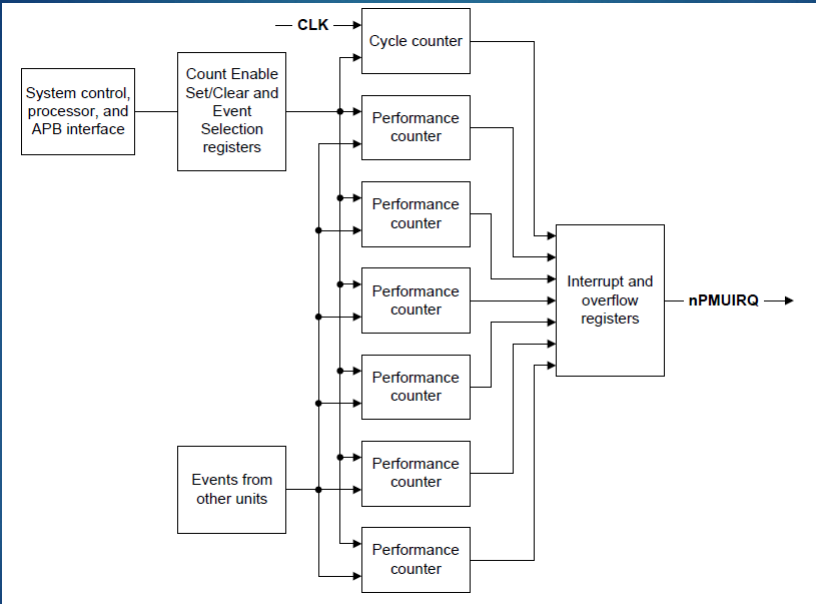 CLK
Cycle counter
System control,
processor, and
APB interface
Count Enable
Set/Clear and
Event
Selection
registers
Performance
counter
Performance
counter
Performance
counter
Interrupt and
overflow
registers
nPMUIRQ
Performance
counter
Events from
other units
Performance
counter
Performance
counter